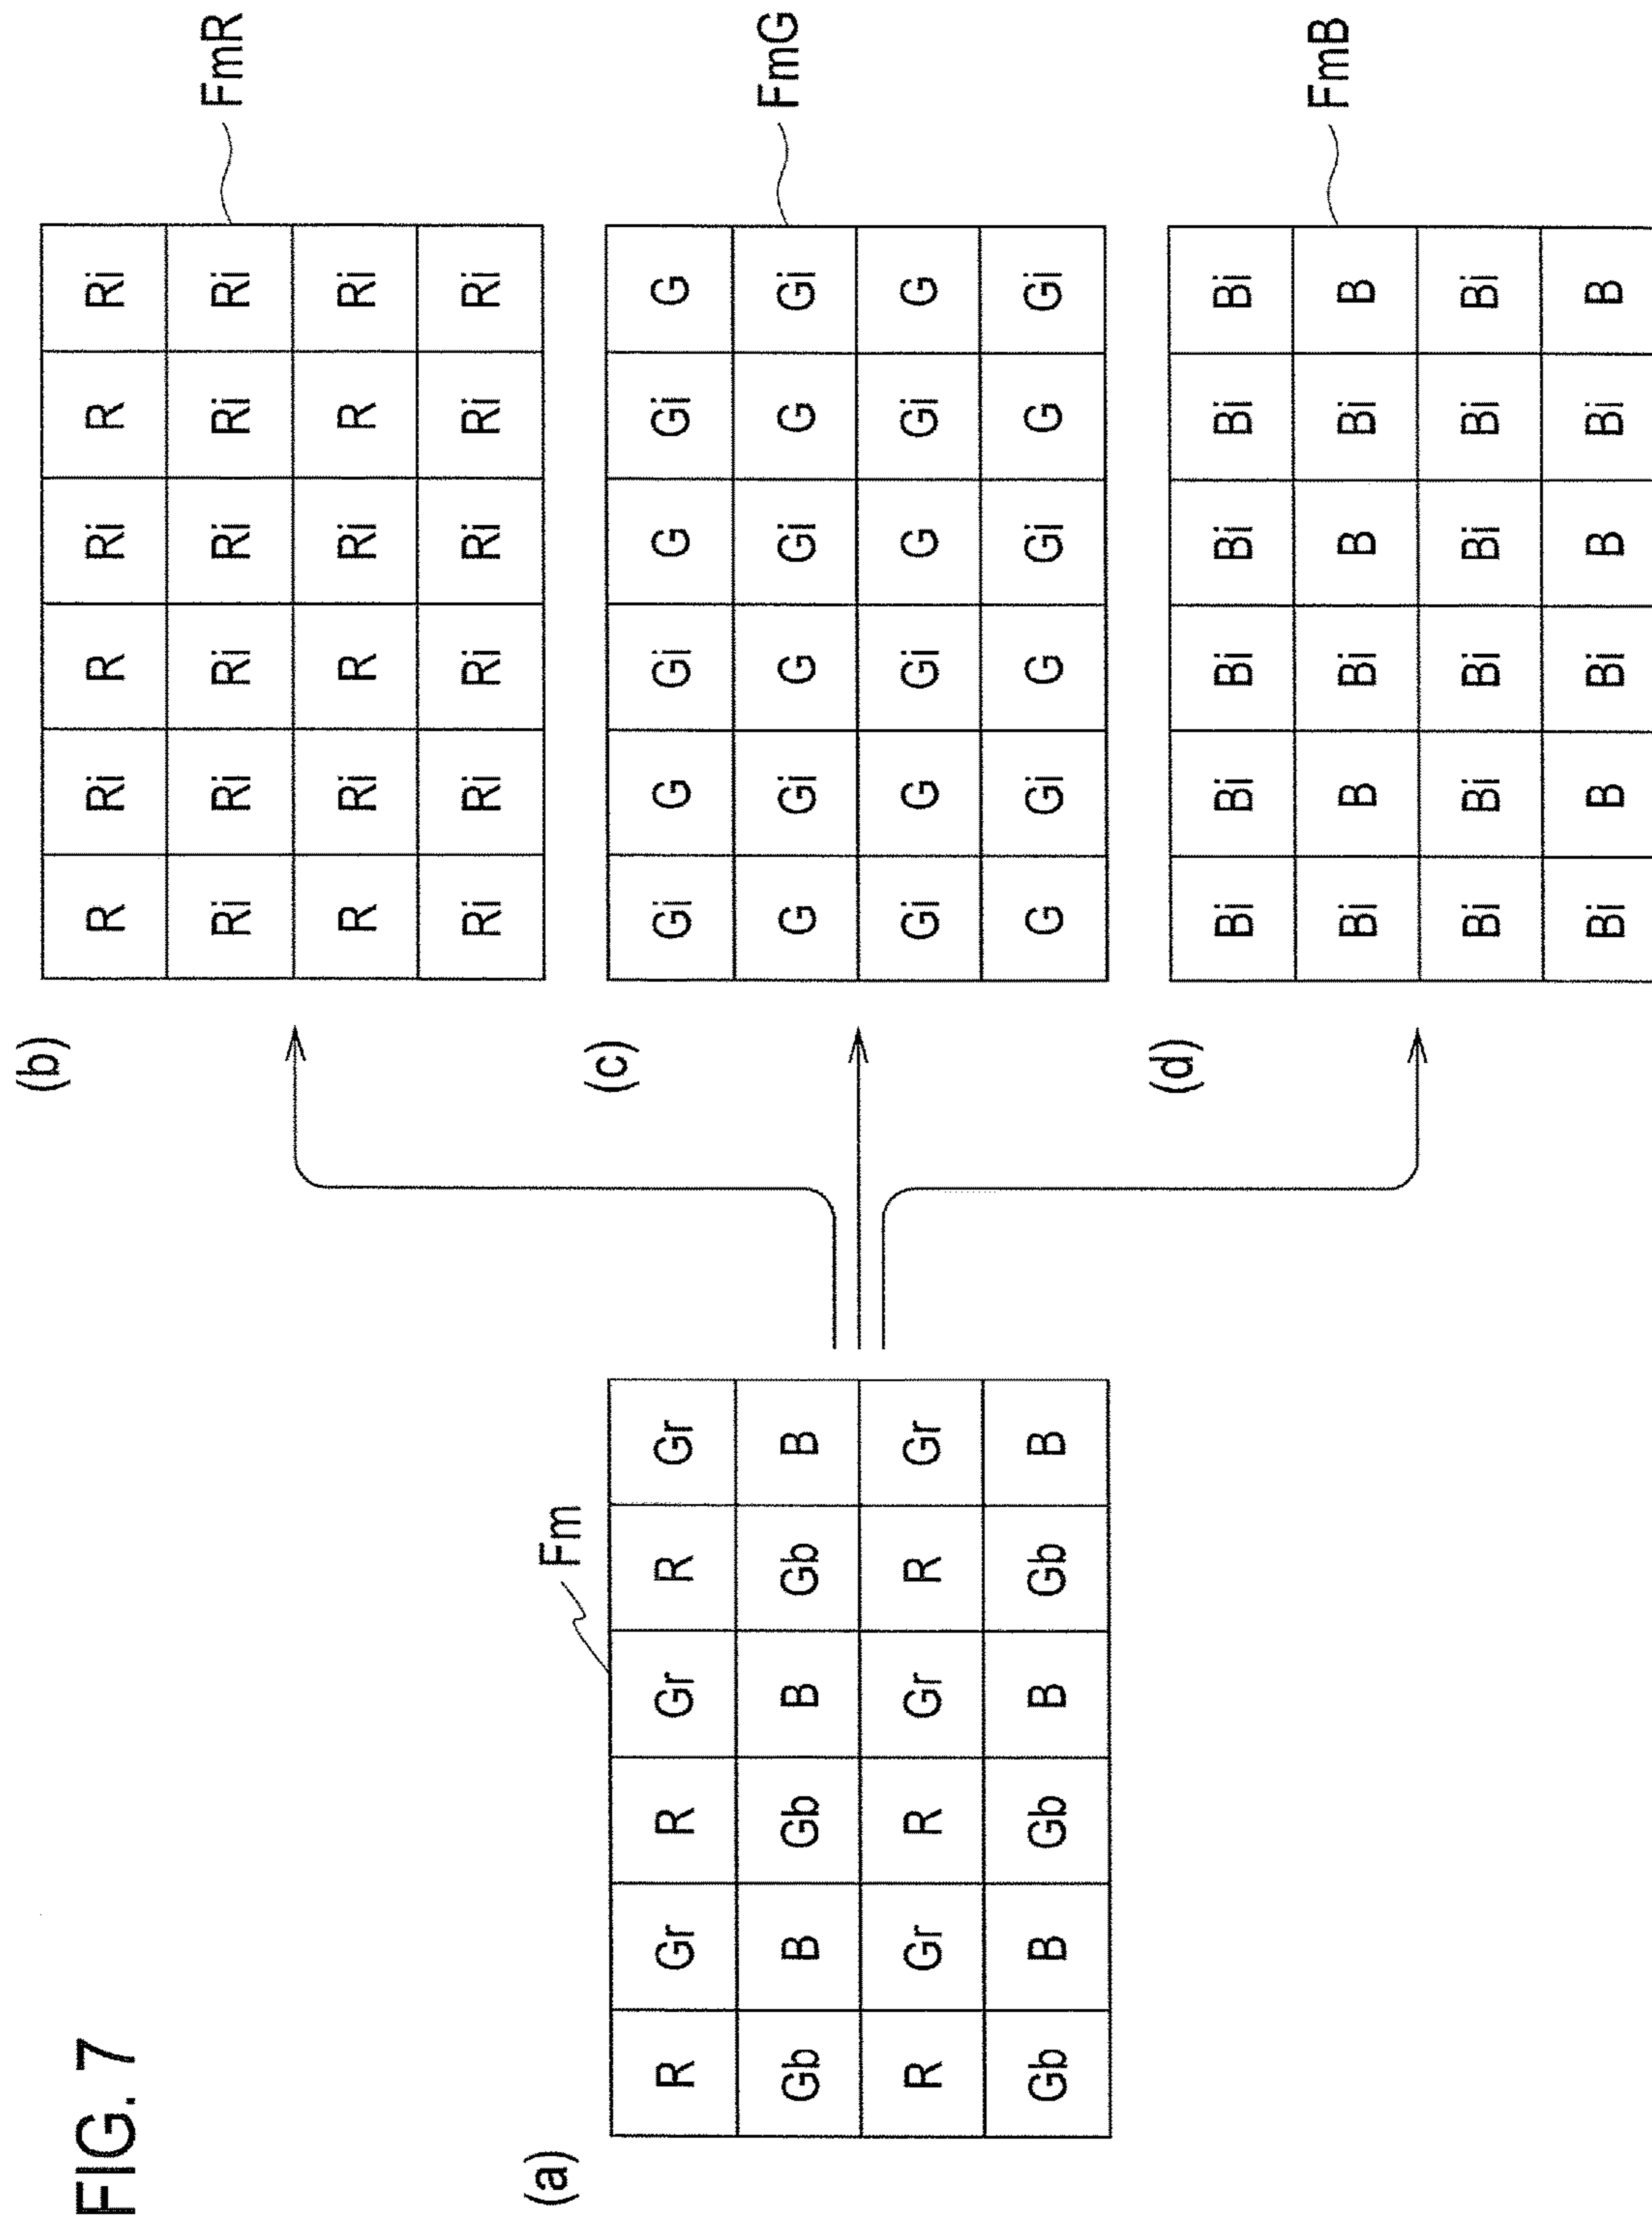 FIG. 7
(a)
Fm
R Gr R Gr R Gr
Gb B Gb B Gb B
R Gr R Gr R Gr
Gb B Gb B Gb B
(b)
FmR
R Ri R Ri R Ri
Ri Ri Ri Ri Ri Ri
R Ri R Ri R Ri
Ri Ri Ri Ri Ri Ri
(c)
FmG
Gi G Gi G Gi G
G Gi G Gi G Gi
Gi G Gi G Gi G
G Gi G Gi G Gi
(d)
FmB
Bi Bi Bi Bi Bi Bi
Bi B Bi B Bi B
Bi Bi Bi Bi Bi Bi
Bi B Bi B Bi B